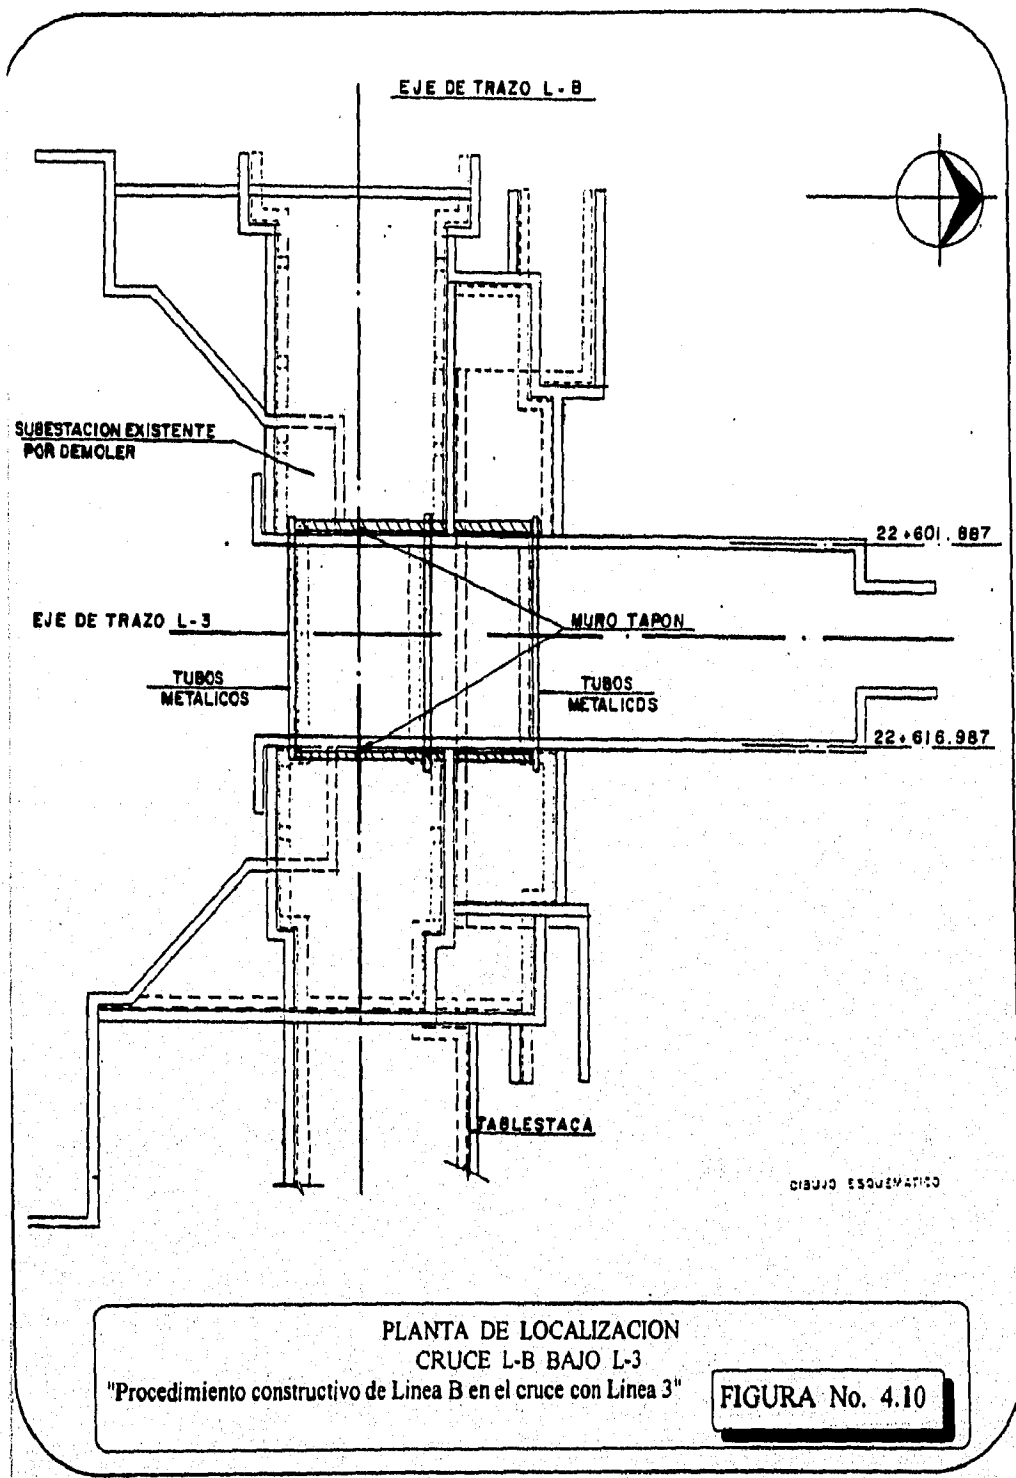 EJE DE TRAZO L-B
SUBESTACION EXISTENTE
POR DEMOLER
22+601.887
EJE DE TRAZO L-3
MURO TAPON
TUBOS
METALICOS
TUBOS
METALICOS
22+616.987
TABLESTACA
DIBUJO ESQUEMATICO
PLANTA DE LOCALIZACION
CRUCE L-B BAJO L-3
"Procedimiento constructivo de Linea B en el cruce con Linea 3"
FIGURA No. 4.10